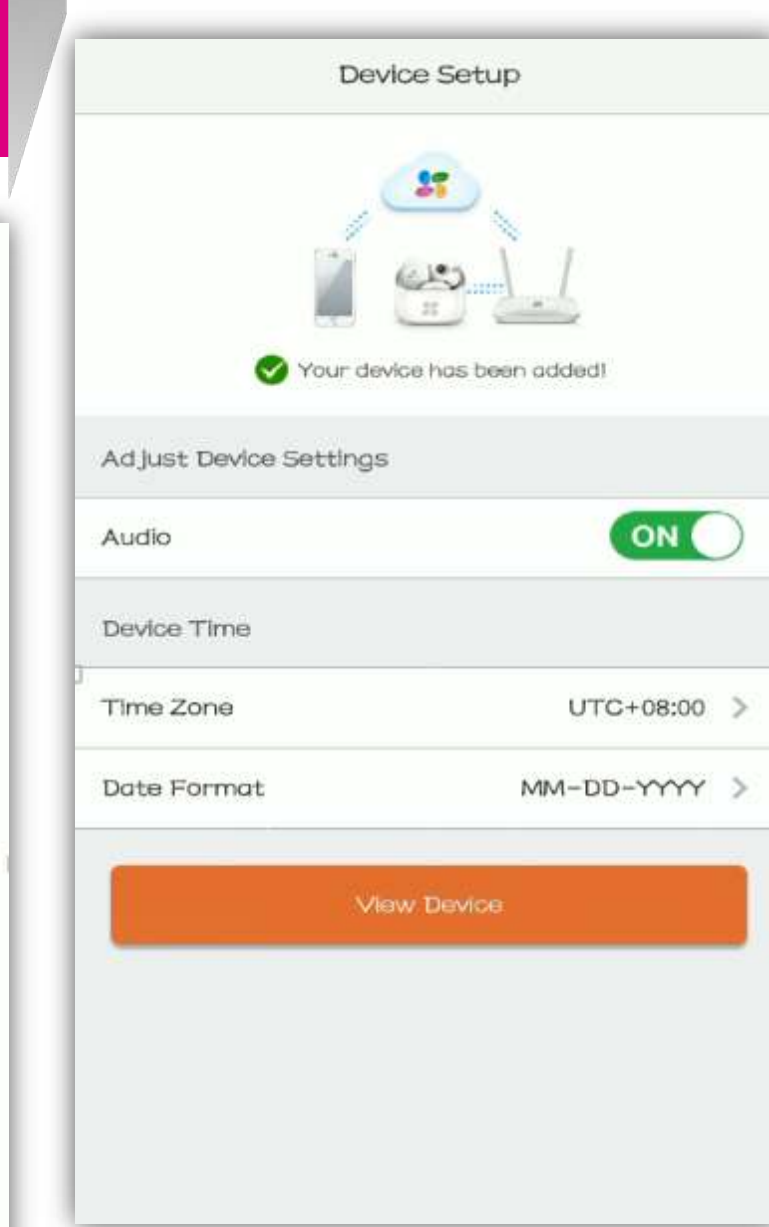 Device Setup
Your device has been added!
Adjust Device Settings
Audio
ON
Device Time
Time Zone
UTC+08:00
Date Format
MM-DD-YYYY
View Device